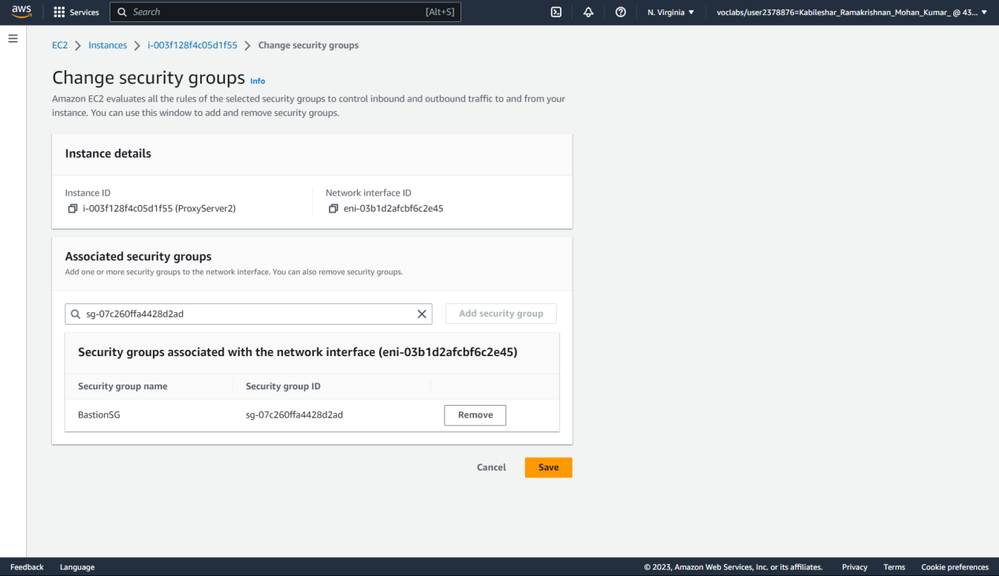 aws
Services
Search
[Alt+S]
N. Virginia
voclabs/user2378876=Kabileshar_Ramakrishnan_Mohan_Kumar_ @ 43...
EC2
Instances
i-003f128f4c05d1f55
Change security groups
Change security groups Info
Amazon EC2 evaluates all the rules of the selected security groups to control inbound and outbound traffic to and from your
instance. You can use this window to add and remove security groups.
Instance details
Instance ID
i-003f128f4c05d1f55 (ProxyServer2)
Network interface ID
eni-03b1d2afcbf6c2e45
Associated security groups
Add one or more security groups to the network interface. You can also remove security groups.
sg-07c260ffa4428d2ad
Add security group
Security groups associated with the network interface (eni-03b1d2afcbf6c2e45)
Security group name
Security group ID
BastionSG
sg-07c260ffa4428d2ad
Remove
Cancel
Save
Feedback
Language
© 2023, Amazon Web Services, Inc. or its affiliates.
Privacy
Terms
Cookie preferences